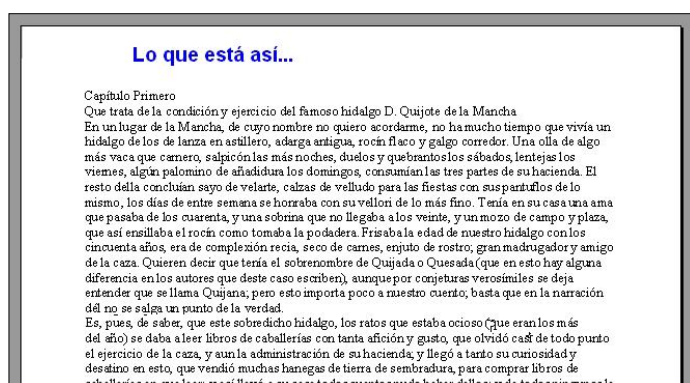 Lo que está así...
Capítulo Primero
Que trata de la condición y ejercicio del famoso hidalgo D. Quijote de la Mancha
En un lugar de la Mancha, de cuyo nombre no quiero acordarme, no ha mucho tiempo que vivía un
hidalgo de los de lanza en astillero, adarga antigua, rocín flaco y galgo corredor. Una olla de algo
más vaca que carnero, salpicón las más noches, duelos y quebrantos los sábados, lentejas los
viernes, algún palomino de añadidura los domingos, consumían las tres partes de su hacienda. El
resto della concluían sayo de velarte, calzas de velludo para las fiestas con sus pantuflos de lo
mismo, los días de entre semana se honraba con su vellori de lo más fino. Tenía en su casa una ama
que pasaba de los cuarenta, y una sobrina que no llegaba a los veinte, y un mozo de campo y plaza,
que así ensillaba el rocín como tomaba la podadera. Frisaba la edad de nuestro hidalgo con los
cincuenta años, era de complexión recia, seco de carnes, enjuto de rostro; gran madrugador y amigo
de la caza. Quieren decir que tenía el sobrenombre de Quijada o Quesada (que en esto hay alguna
diferencia en los autores que deste caso escriben), aunque por conjeturas verosímiles se deja
entender que se llama Quijana; pero esto importa poco a nuestro cuento; basta que en la narración
dél no se salga un punto de la verdad.
Es, pues, de saber, que este sobredicho hidalgo, los ratos que estaba ocioso (que eran los más
del año) se daba a leer libros de caballerías con tanta afición y gusto, que olvidó casi de todo punto
el ejercicio de la caza, y aun la administración de su hacienda; y llegó a tanto su curiosidad y
desatino en esto, que vendió muchas hanegas de tierra de sembradura, para comprar libros de